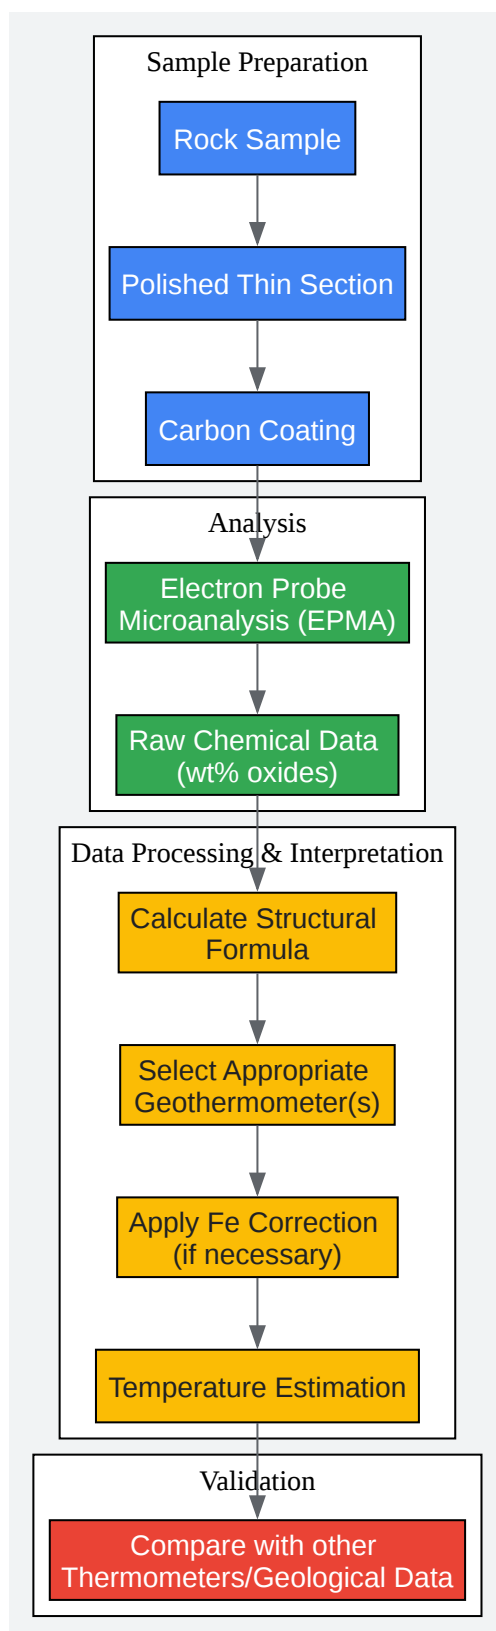 Sample Preparation
Rock Sample
Polished Thin Section
Carbon Coating
Analysis
Electron Probe
Microanalysis (EPMA)
Raw Chemical Data
(wt% oxides)
Data Processing & Interpretation
Calculate Structural
Formula
Select Appropriate
Geothermometer(s)
Apply Fe Correction
(if necessary)
Temperature Estimation
Validation
Compare with other
Thermometers/Geological Data